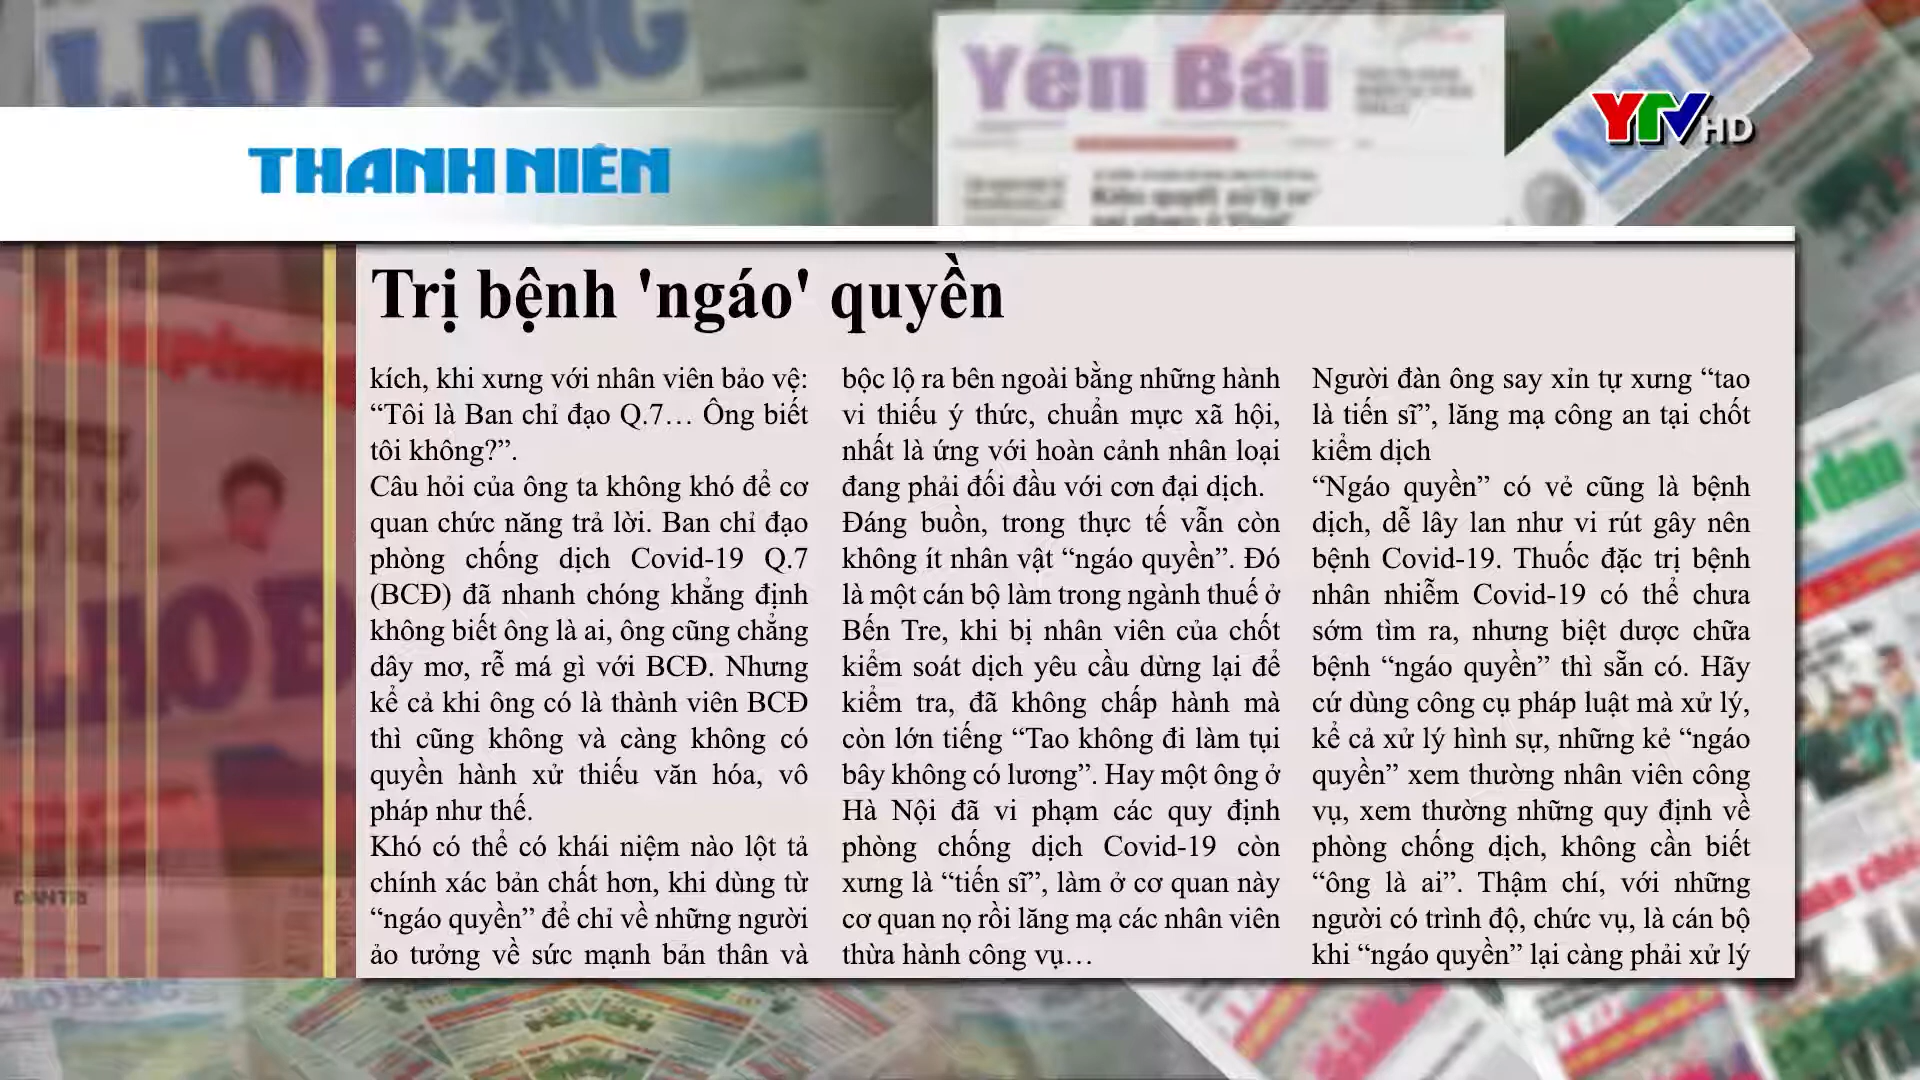 LAO ĐỘNG
Yên Bái
Nhân Dân
YTV HD
THANH NIÊN
Trị bệnh 'ngáo' quyền
kích, khi xưng với nhân viên bảo vệ:
“Tôi là Ban chỉ đạo Q.7… Ông biết
tôi không?”.
Câu hỏi của ông ta không khó để cơ
quan chức năng trả lời. Ban chỉ đạo
phòng chống dịch Covid-19 Q.7
(BCĐ) đã nhanh chóng khẳng định
không biết ông là ai, ông cũng chẳng
dây mơ, rễ má gì với BCĐ. Nhưng
kể cả khi ông có là thành viên BCĐ
thì cũng không và càng không có
quyền hành xử thiếu văn hóa, vô
pháp như thế.
Khó có thể có khái niệm nào lột tả
chính xác bản chất hơn, khi dùng từ
“ngáo quyền” để chỉ về những người
ảo tưởng về sức mạnh bản thân và
bộc lộ ra bên ngoài bằng những hành
vi thiếu ý thức, chuẩn mực xã hội,
nhất là ứng với hoàn cảnh nhân loại
đang phải đối đầu với cơn đại dịch.
Đáng buồn, trong thực tế vẫn còn
không ít nhân vật “ngáo quyền”. Đó
là một cán bộ làm trong ngành thuế ở
Bến Tre, khi bị nhân viên của chốt
kiểm soát dịch yêu cầu dừng lại để
kiểm tra, đã không chấp hành mà
còn lớn tiếng “Tao không đi làm tụi
bây không có lương”. Hay một ông ở
Hà Nội đã vi phạm các quy định
phòng chống dịch Covid-19 còn
xưng là “tiến sĩ”, làm ở cơ quan này
cơ quan nọ rồi lăng mạ các nhân viên
thừa hành công vụ…
Người đàn ông say xỉn tự xưng “tao
là tiến sĩ”, lăng mạ công an tại chốt
kiểm dịch
“Ngáo quyền” có vẻ cũng là bệnh
dịch, dễ lây lan như vi rút gây nên
bệnh Covid-19. Thuốc đặc trị bệnh
nhân nhiễm Covid-19 có thể chưa
sớm tìm ra, nhưng biệt dược chữa
bệnh “ngáo quyền” thì sẵn có. Hãy
cứ dùng công cụ pháp luật mà xử lý,
kể cả xử lý hình sự, những kẻ “ngáo
quyền” xem thường nhân viên công
vụ, xem thường những quy định về
phòng chống dịch, không cần biết
“ông là ai”. Thậm chí, với những
người có trình độ, chức vụ, là cán bộ
khi “ngáo quyền” lại càng phải xử lý